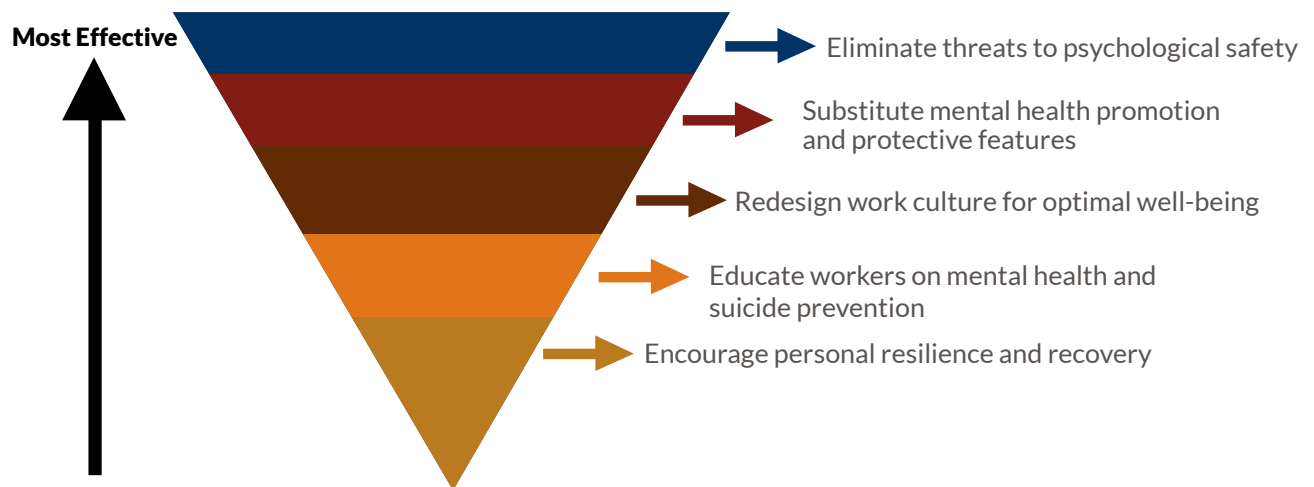 Most Effective
Eliminate threats to psychological safety
Substitute mental health promotion
and protective features
Redesign work culture for optimal well-being
Educate workers on mental health and
suicide prevention
Encourage personal resilience and recovery